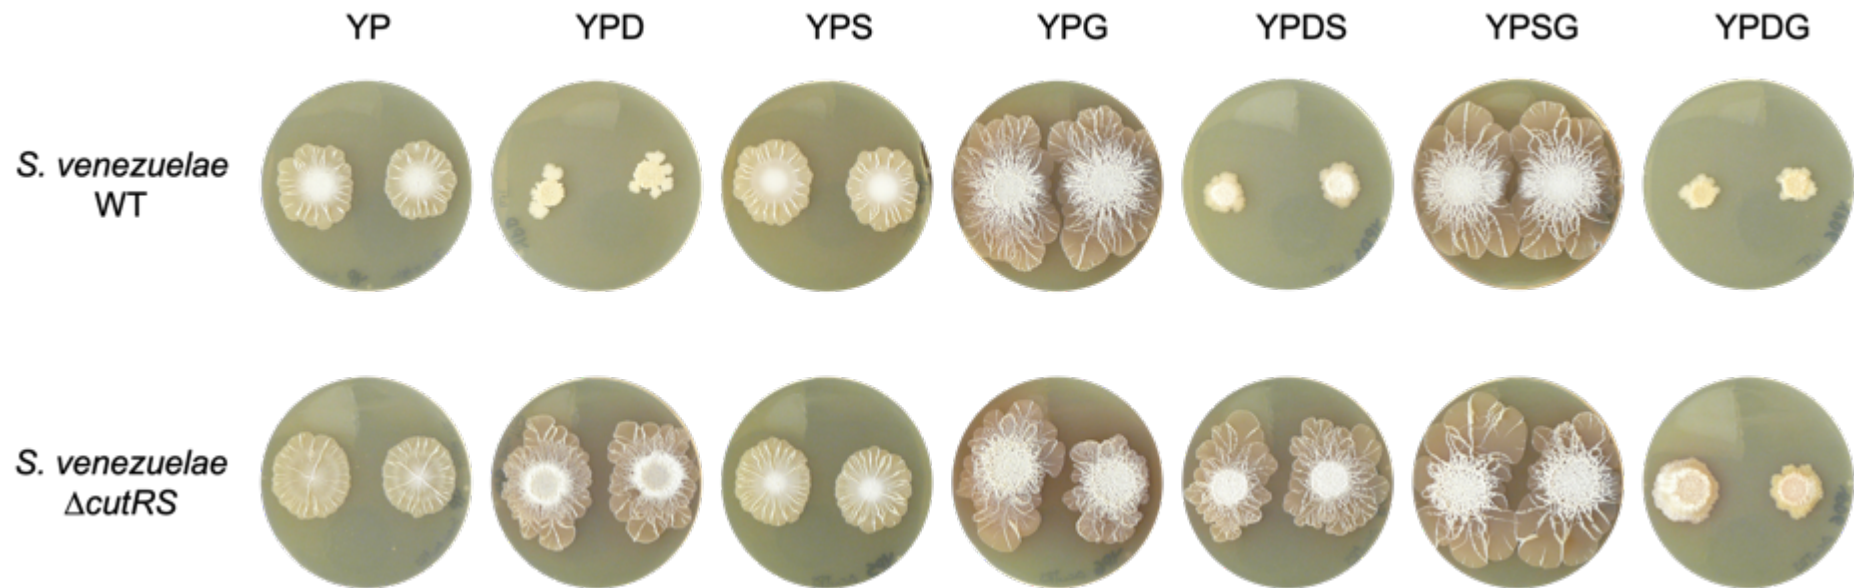 YP YPD YPS YPG YPDS YPSG YPDG
S. venezuelae
WT
S. venezuelae
ΔcutRS